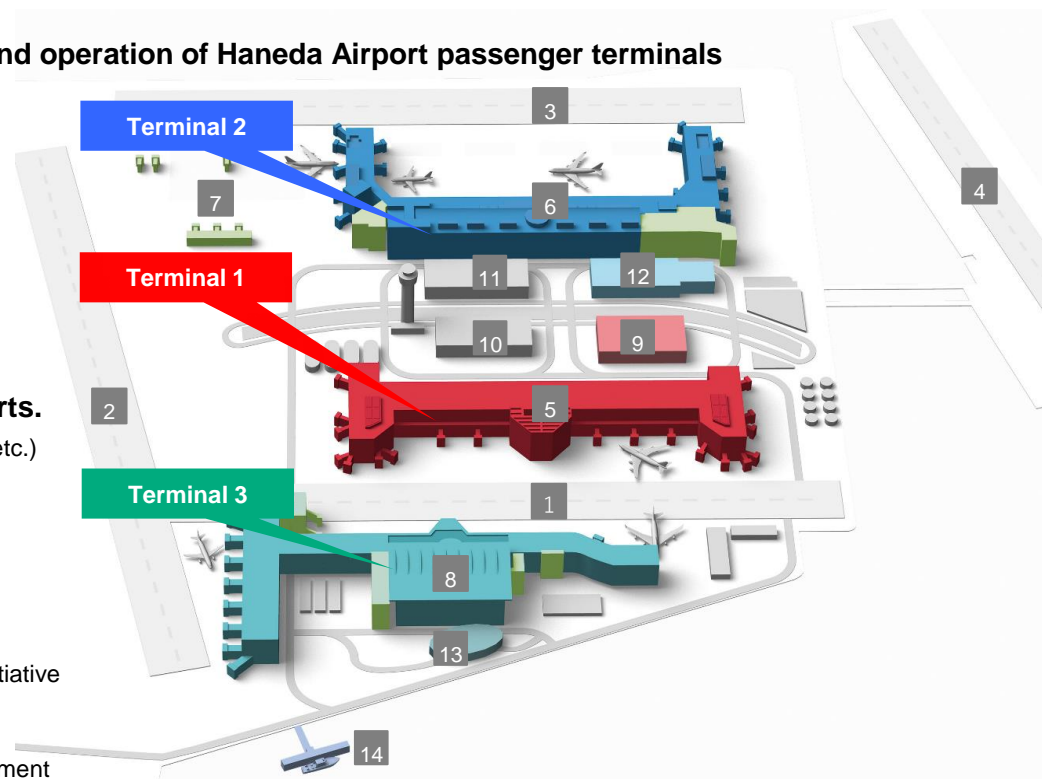 nd operation of Haneda Airport passenger terminals
3
Terminal 2
4
7
6
Terminal 1
11
12
10
9
rts.
2
5
etc.)
Terminal 3
1
8
13
tiative
14
ment